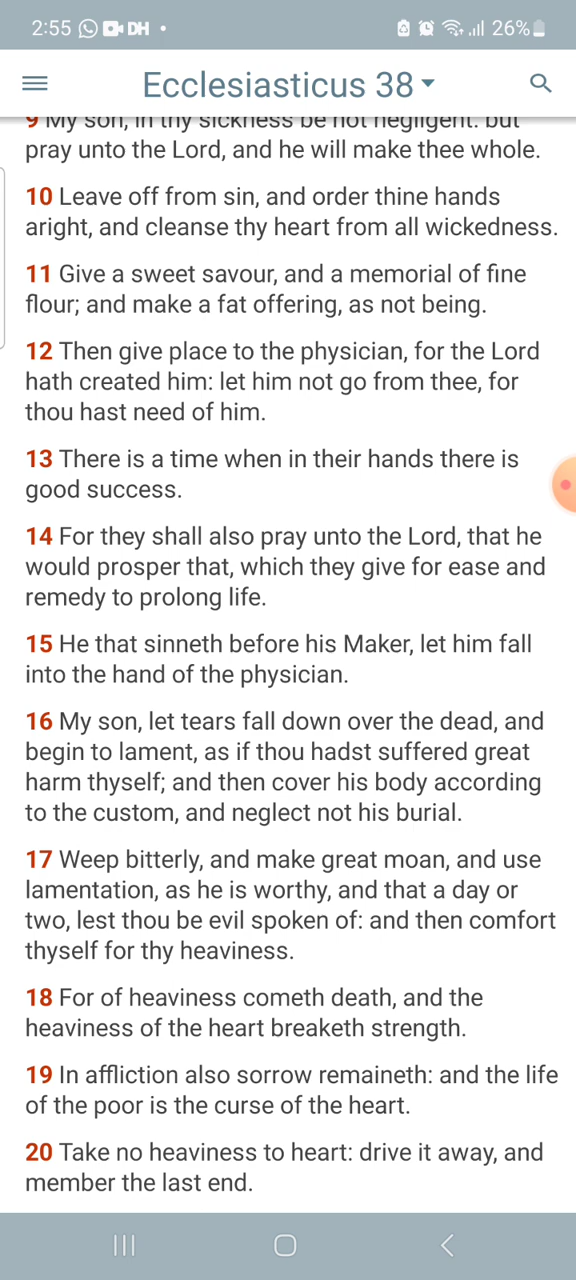 2:55 DH • 26%
Ecclesiasticus 38
9 My son, in thy sickness be not negligent: but
pray unto the Lord, and he will make thee whole.
10 Leave off from sin, and order thine hands
aright, and cleanse thy heart from all wickedness.
11 Give a sweet savour, and a memorial of fine
flour; and make a fat offering, as not being.
12 Then give place to the physician, for the Lord
hath created him: let him not go from thee, for
thou hast need of him.
13 There is a time when in their hands there is
good success.
14 For they shall also pray unto the Lord, that he
would prosper that, which they give for ease and
remedy to prolong life.
15 He that sinneth before his Maker, let him fall
into the hand of the physician.
16 My son, let tears fall down over the dead, and
begin to lament, as if thou hadst suffered great
harm thyself; and then cover his body according
to the custom, and neglect not his burial.
17 Weep bitterly, and make great moan, and use
lamentation, as he is worthy, and that a day or
two, lest thou be evil spoken of: and then comfort
thyself for thy heaviness.
18 For of heaviness cometh death, and the
heaviness of the heart breaketh strength.
19 In affliction also sorrow remaineth: and the life
of the poor is the curse of the heart.
20 Take no heaviness to heart: drive it away, and
member the last end.